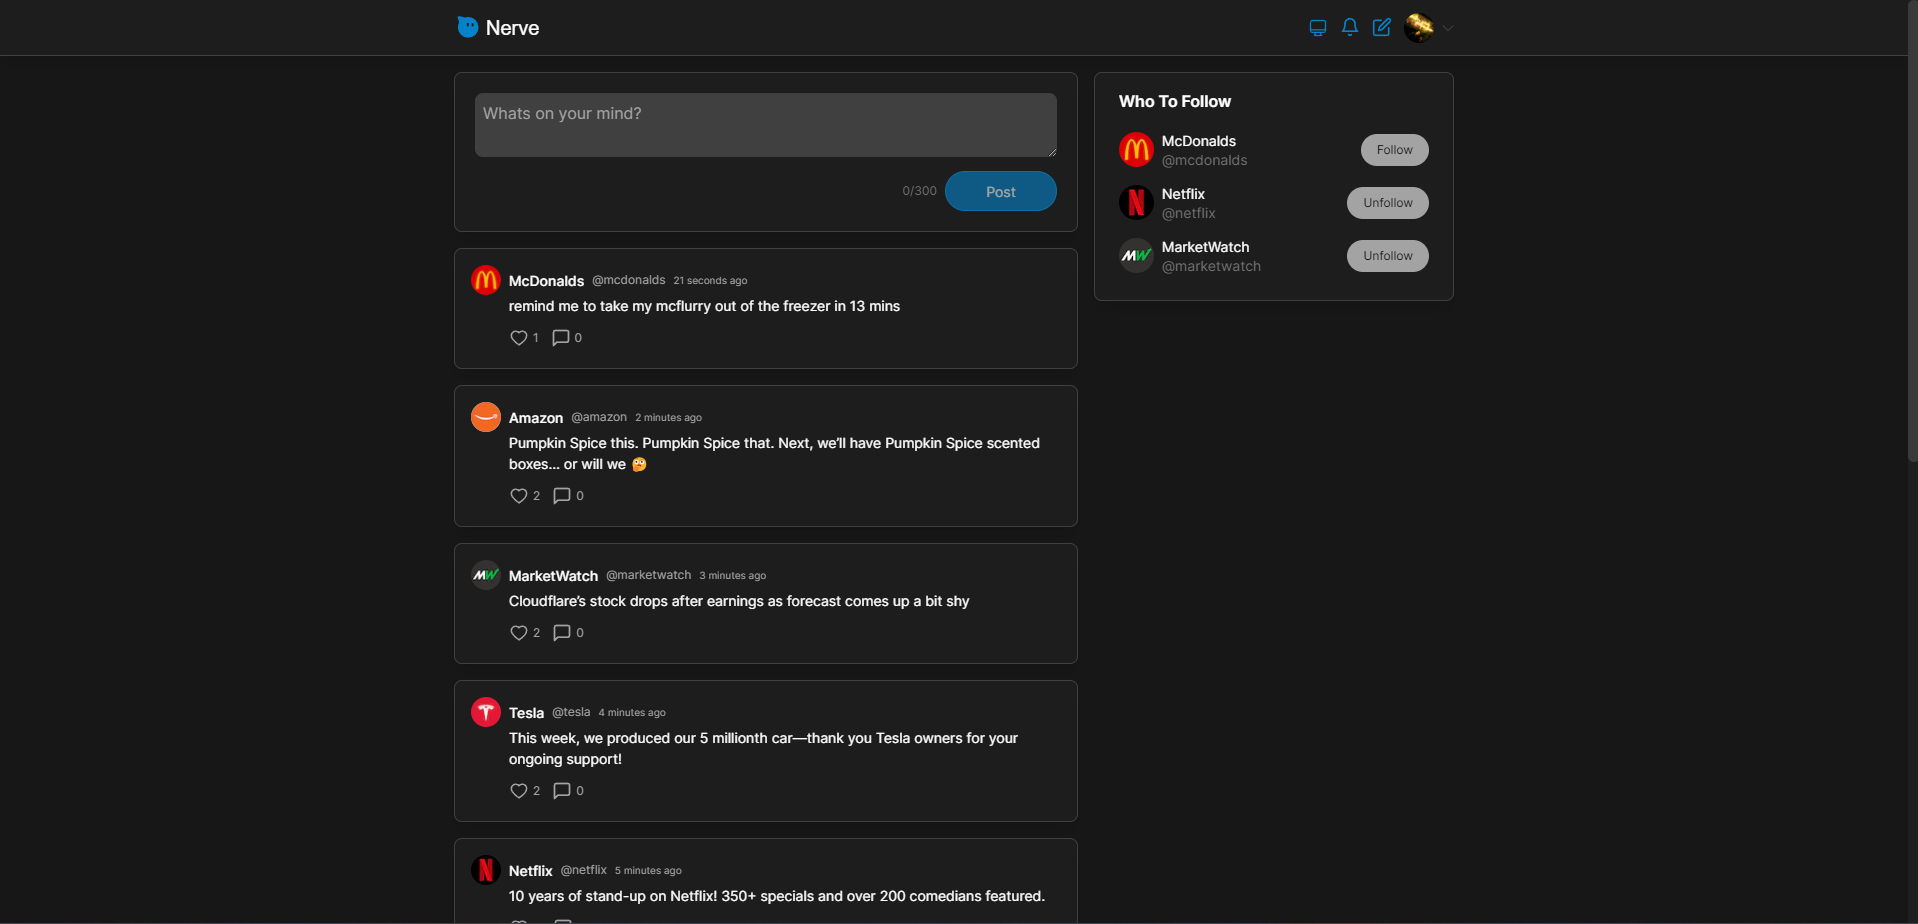 Nerve
Whats on your mind?
0/300
Post
McDonalds @mcdonalds 21 seconds ago
remind me to take my mcflurry out of the freezer in 13 mins
1 0
Amazon @amazon 2 minutes ago
Pumpkin Spice this. Pumpkin Spice that. Next, we’ll have Pumpkin Spice scented
boxes... or will we 🤔
2 0
MW MarketWatch @marketwatch 3 minutes ago
Cloudflare’s stock drops after earnings as forecast comes up a bit shy
2 0
Tesla @tesla 4 minutes ago
This week, we produced our 5 millionth car—thank you Tesla owners for your
ongoing support!
2 0
N Netflix @netflix 5 minutes ago
10 years of stand-up on Netflix! 350+ specials and over 200 comedians featured.
Who To Follow
McDonalds
@mcdonalds
Follow
N
Netflix
@netflix
Unfollow
MW
MarketWatch
@marketwatch
Unfollow